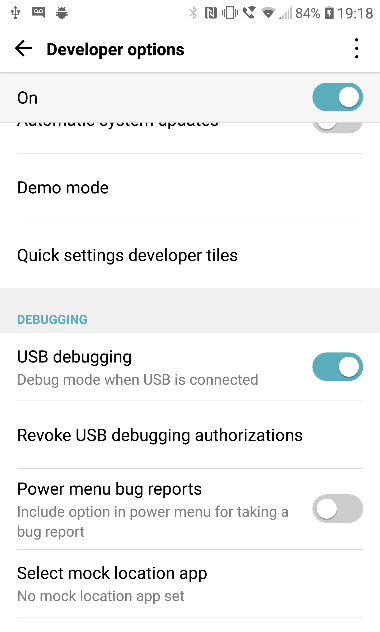 84% 19:18
Developer options
On
Automatic system updates
Demo mode
Quick settings developer tiles
DEBUGGING
USB debugging
Debug mode when USB is connected
Revoke USB debugging authorizations
Power menu bug reports
Include option in power menu for taking a
bug report
Select mock location app
No mock location app set